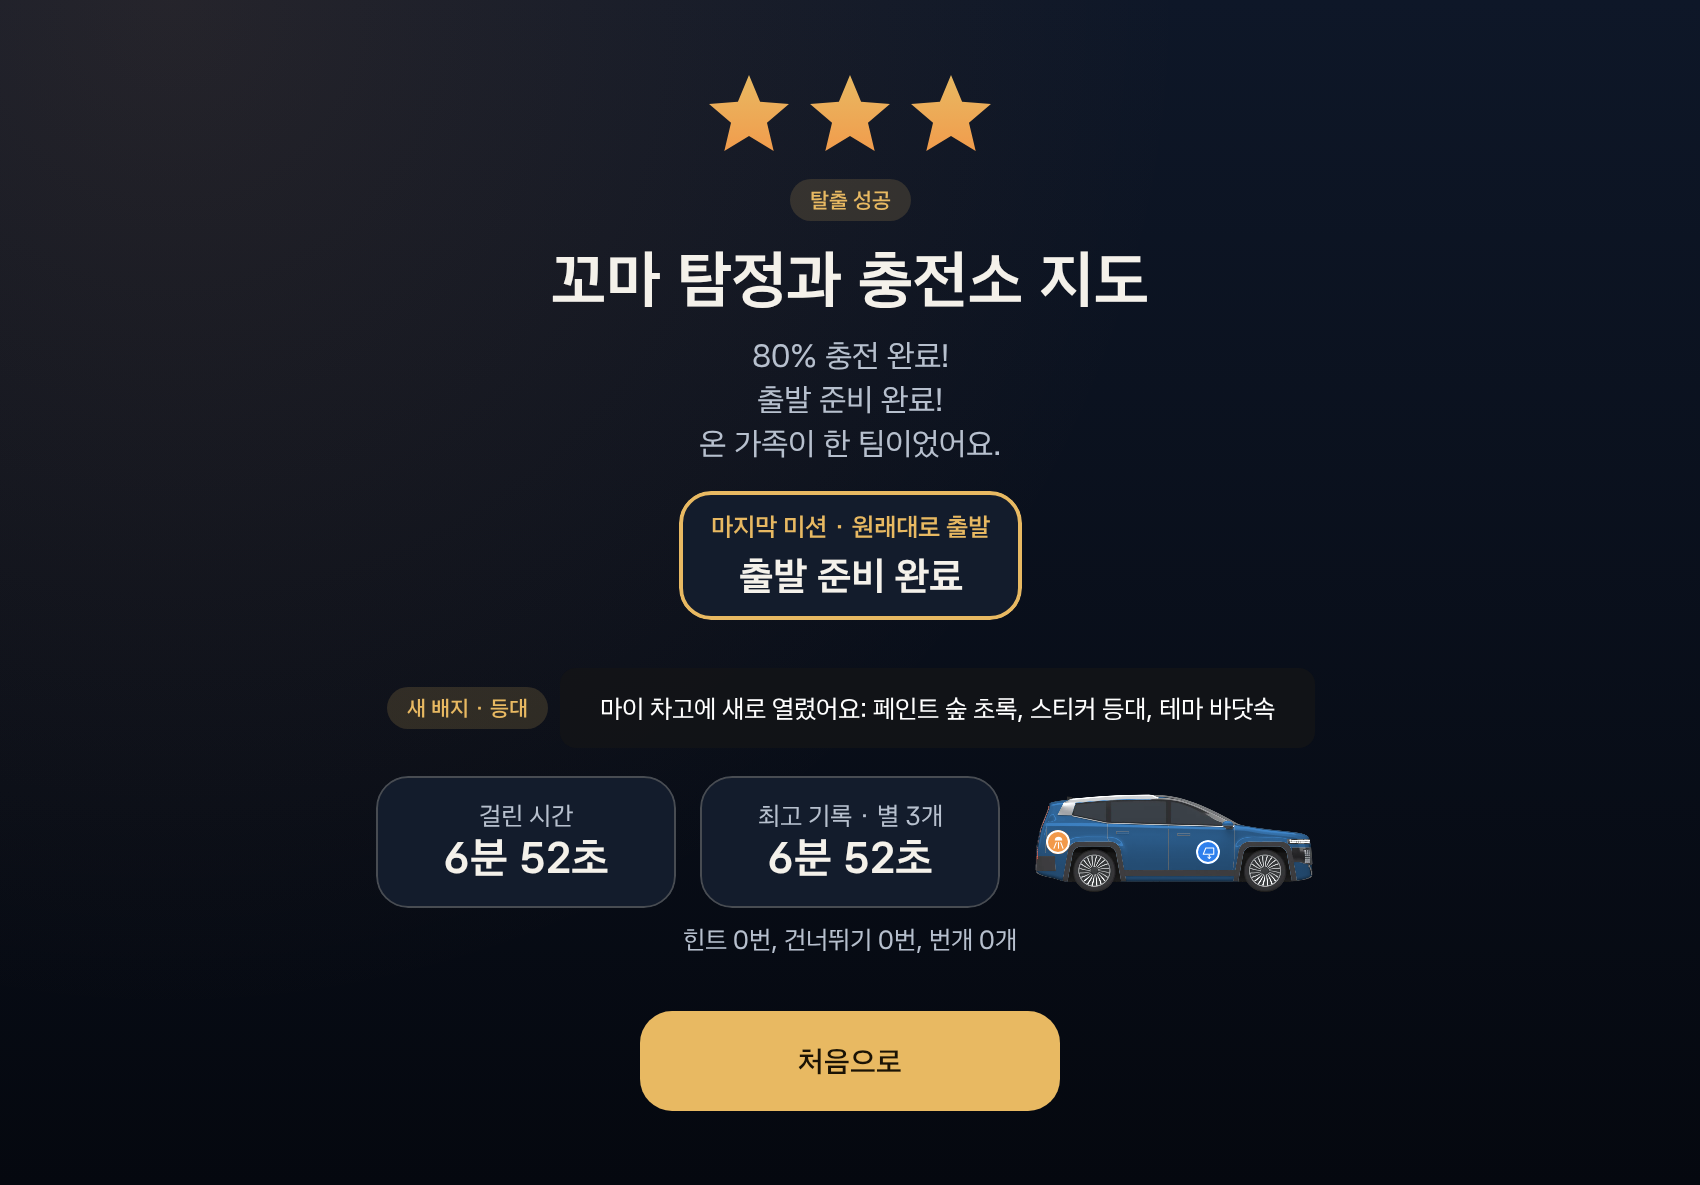 탈출 성공
꼬마 탐정과 충전소 지도
80% 충전 완료!
출발 준비 완료!
온 가족이 한 팀이었어요.
마지막 미션 · 원래대로 출발
출발 준비 완료
새 배지 · 등대
마이 차고에 새로 열렸어요: 페인트 숲 초록, 스티커 등대, 테마 바닷속
걸린 시간
6분 52초
최고 기록 · 별 3개
6분 52초
힌트 0번, 건너뛰기 0번, 번개 0개
처음으로